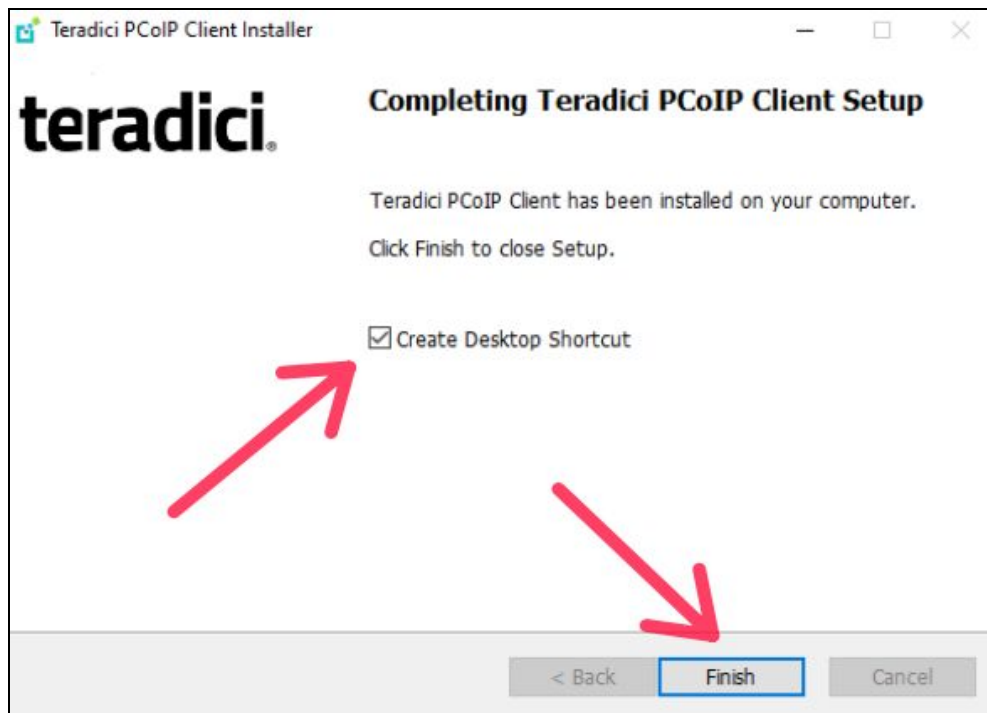 Teradici PCoIP Client Installer
teradici®
Completing Teradici PCoIP Client Setup
Teradici PCoIP Client has been installed on your computer.
Click Finish to close Setup.
Create Desktop Shortcut
< Back Finish Cancel